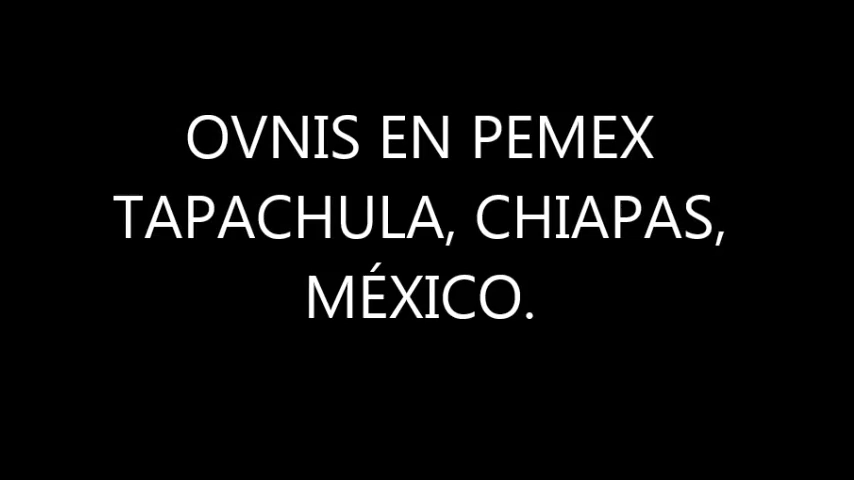 OVNIS EN PEMEX
TAPACHULA, CHIAPAS,
MÉXICO.